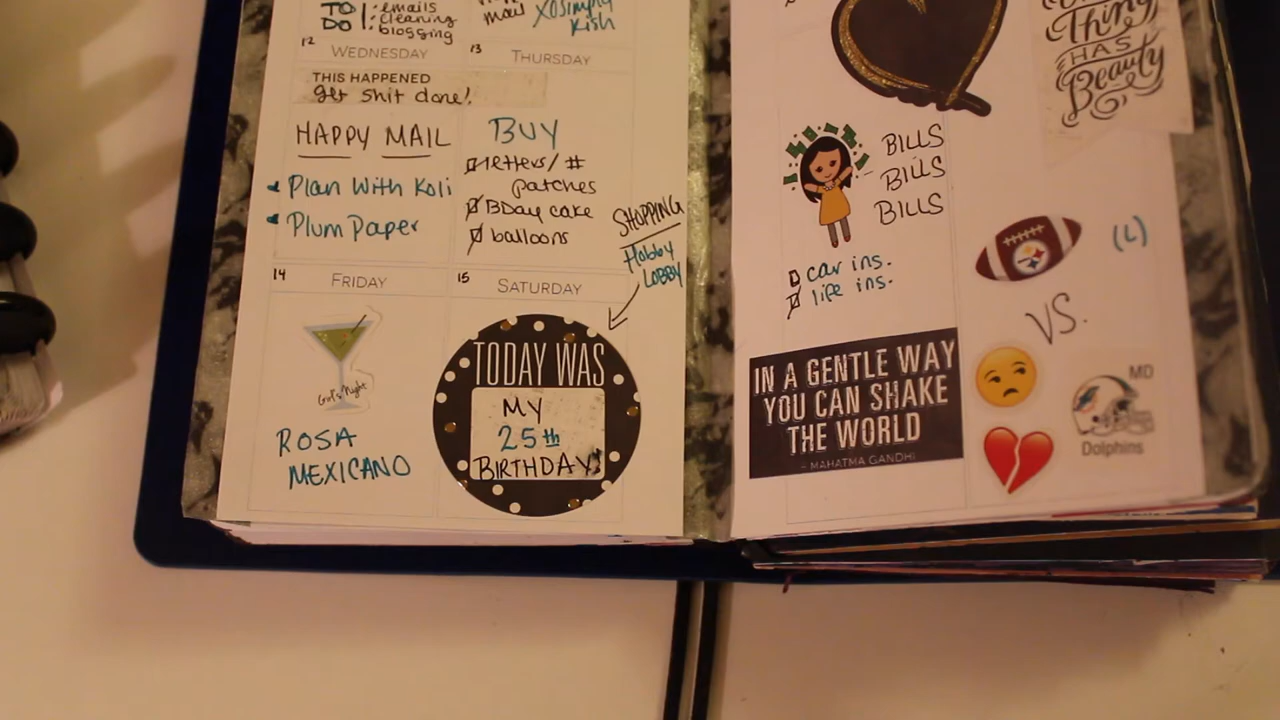 TO DO : emails
: cleaning
: blogging
mail
XOSimply
Kish
12 WEDNESDAY
13 THURSDAY
THIS HAPPENED
get shit done!
HAPPY MAIL
Plan With Koli
Plum Paper
BUY
letters/#
patches
BDay cake
balloons
SHOPPING
Hobby
LOBBY
14 FRIDAY
15 SATURDAY
Girl's Night
ROSA
MEXICANO
TODAY WAS
MY
25th
BIRTHDAY!
Thing
HAS
Beauty
BILLS
BILLS
BILLS
car ins.
life ins.
(L)
VS.
IN A GENTLE WAY
YOU CAN SHAKE
THE WORLD
- MAHATMA GANDHI
MD
Dolphins